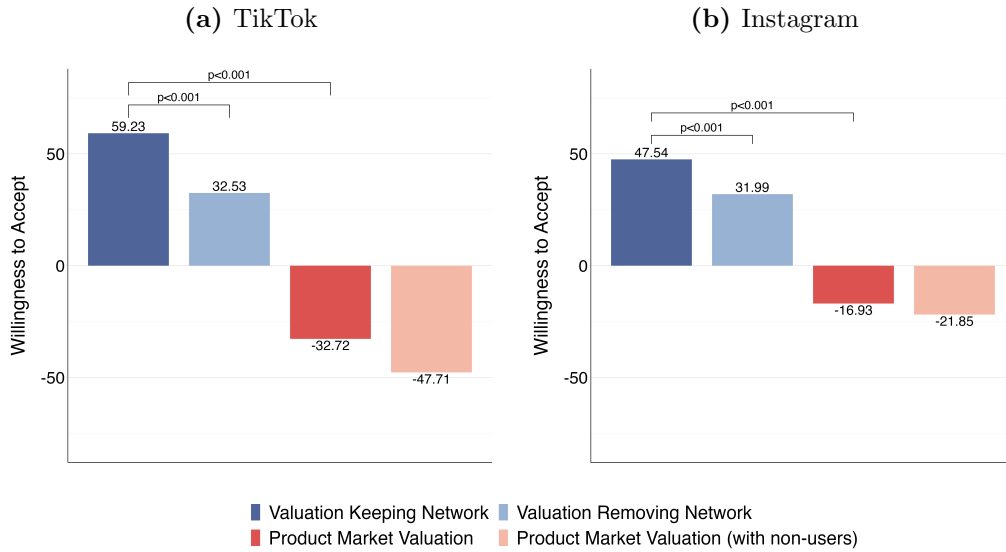 (a) TikTok
p<0.001
p<0.001
59.23
32.53
-32.72
-47.71
50
0
-50
Willingness to Accept
(b) Instagram
p<0.001
p<0.001
47.54
31.99
-16.93
-21.85
50
0
-50
Willingness to Accept
Valuation Keeping Network
Valuation Removing Network
Product Market Valuation
Product Market Valuation (with non-users)